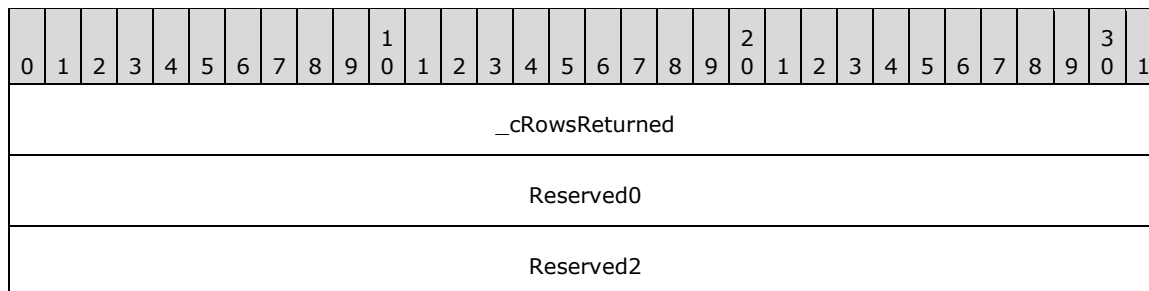 1 2 3
0 1 2 3 4 5 6 7 8 9 0 1 2 3 4 5 6 7 8 9 0 1 2 3 4 5 6 7 8 9 0 1
_cRowsReturned
Reserved0
Reserved2